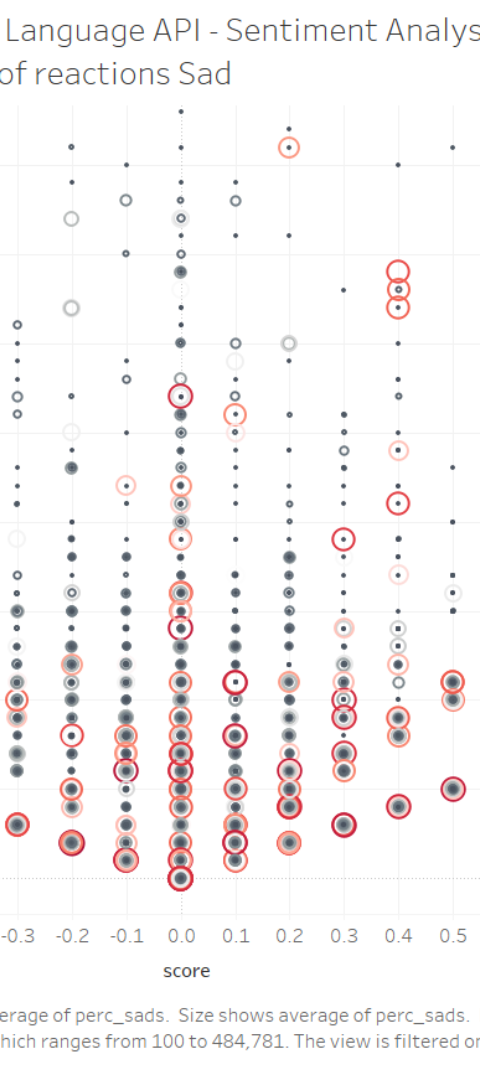 Language API - Sentiment Analys
of reactions Sad
-0.3 -0.2 -0.1 0.0 0.1 0.2 0.3 0.4 0.5
score
erage of perc_sads. Size shows average of perc_sads.
hich ranges from 100 to 484,781. The view is filtered or